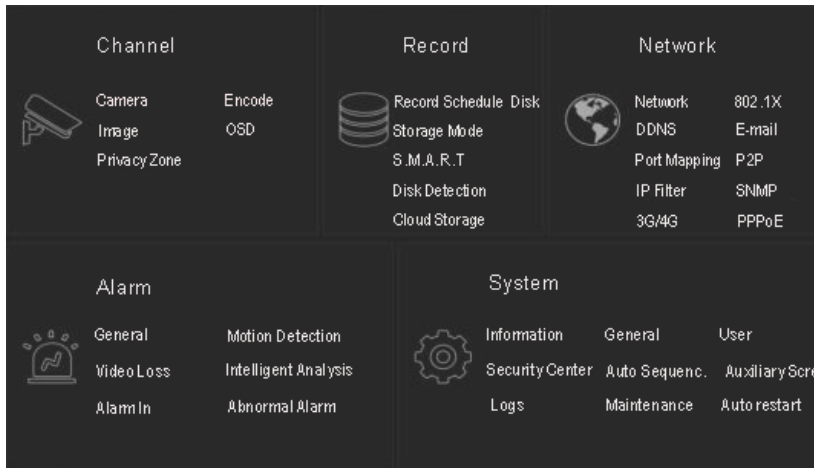 Channel
Camera Encode
Image OSD
Privacy Zone
Record
Record Schedule Disk
Storage Mode
S.M.A.R.T
Disk Detection
Cloud Storage
Network
Network 802.1X
DDNS E-mail
Port Mapping P2P
IP Filter SNMP
3G/4G PPPoE
Alarm
General Motion Detection
Video Loss Intelligent Analysis
Alarm In Abnormal Alarm
System
Information General User
Security Center Auto Sequenc. Auxiliary Scre
Logs Maintenance Auto restart